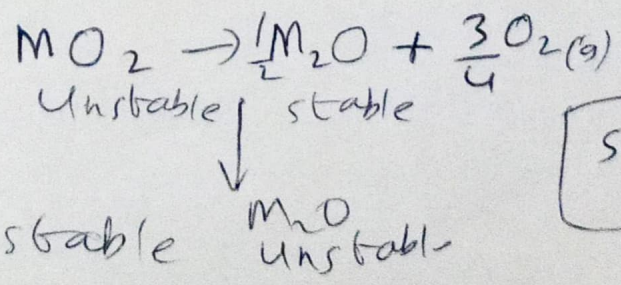 MO2 → 1/2 M2O + 3/4 O2(g)
Unstable stable
S
M2O
stable unstable